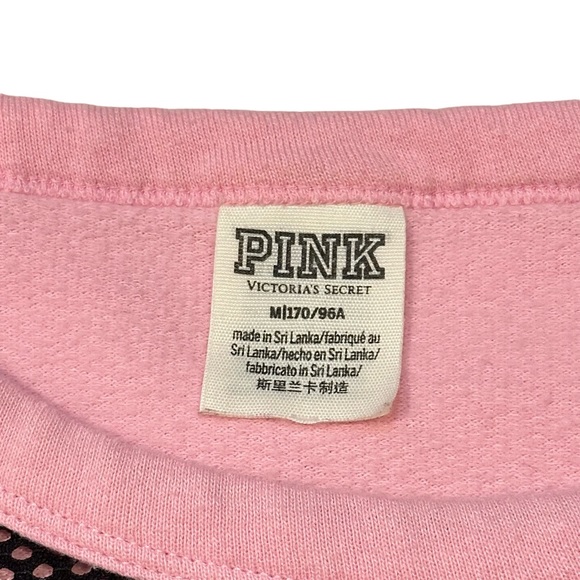 PINK
VICTORIA'S SECRET
M|170/96A
made in Sri Lanka/fabriqué au
Sri Lanka/hecho en Sri Lanka/
fabbricato in Sri Lanka/
斯里兰卡制造